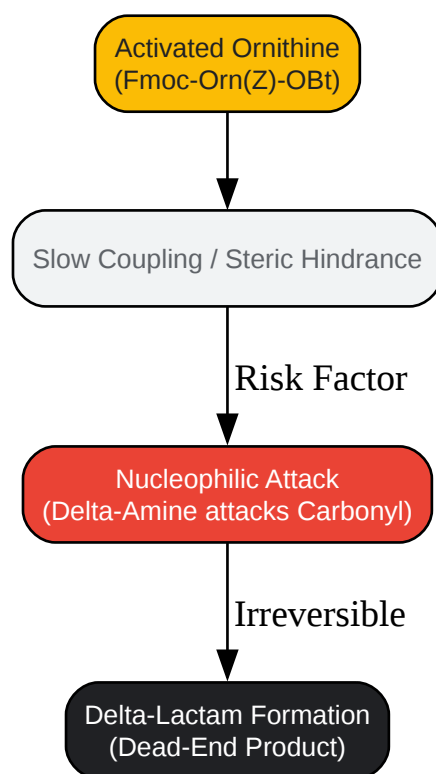 Activated Ornithine
(Fmoc-Orn(Z)-OBt)
Slow Coupling / Steric Hindrance
Risk Factor
Nucleophilic Attack
(Delta-Amine attacks Carbonyl)
Irreversible
Delta-Lactam Formation
(Dead-End Product)